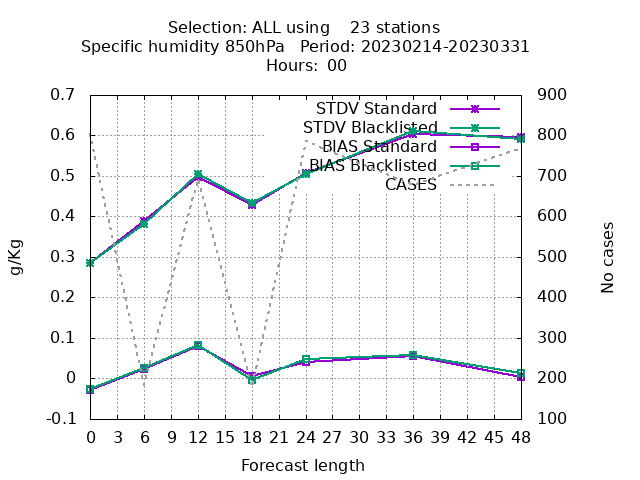 Selection: ALL using    23 stations
Specific humidity 850hPa   Period: 20230214-20230331
Hours: 00
STDV Standard
STDV Blacklisted
BIAS Standard
BIAS Blacklisted
CASES
0.7
0.6
0.5
0.4
0.3
0.2
0.1
0
-0.1
g/Kg
900
800
700
600
500
400
300
200
100
No cases
0 3 6 9 12 15 18 21 24 27 30 33 36 39 42 45 48
Forecast length